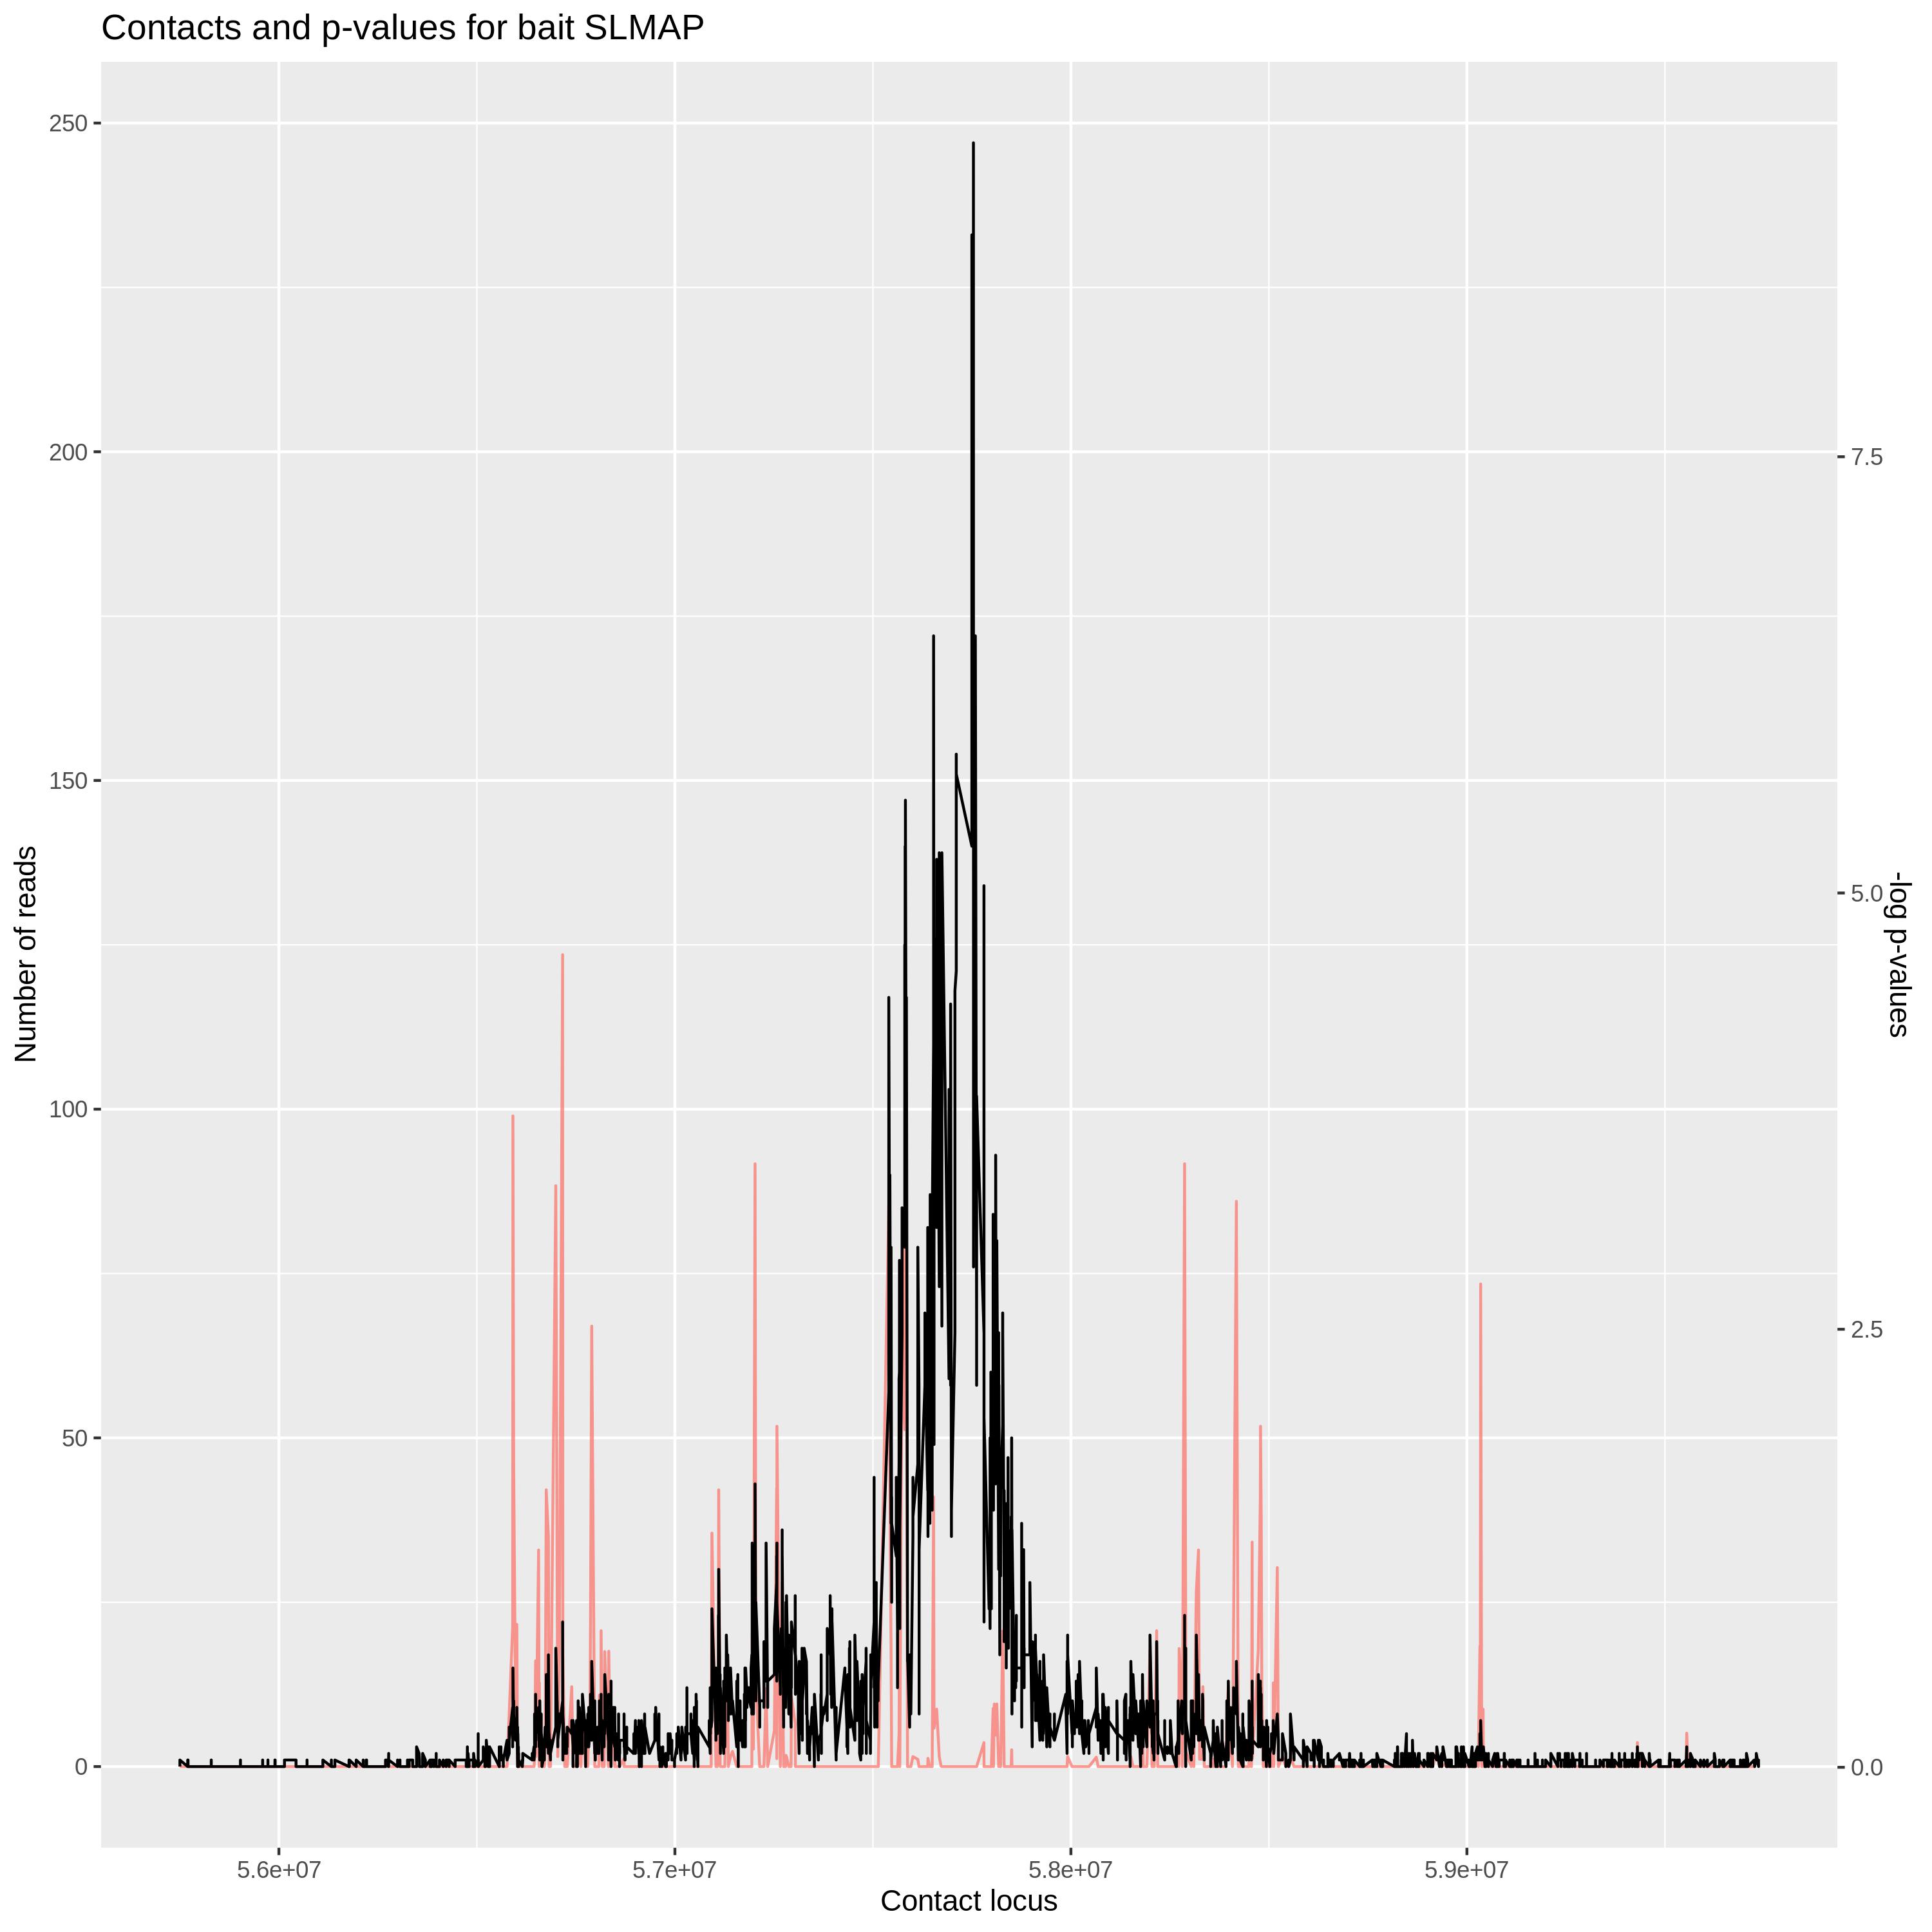 Contacts and p-values for bait SLMAP
250
200
150
100
50
0
Number of reads
7.5
5.0
2.5
0.0
-log p-values
5.6e+07
5.7e+07
5.8e+07
5.9e+07
Contact locus